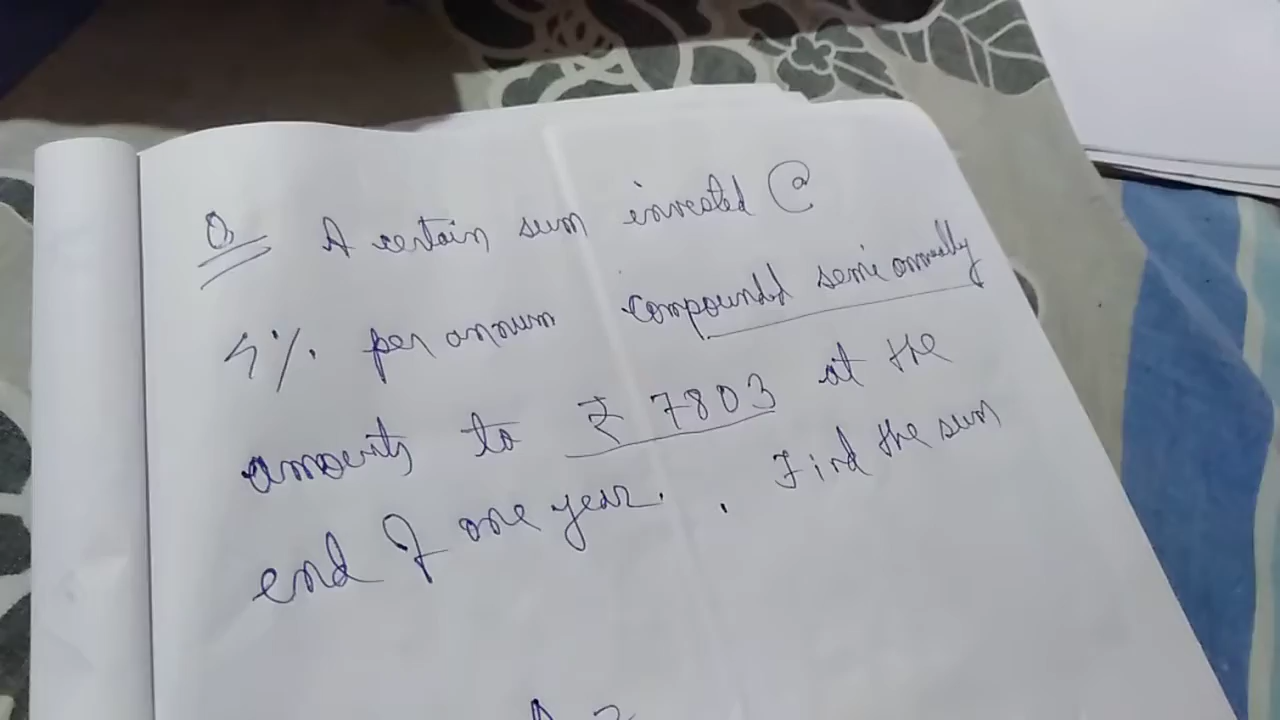 Q A certain sum invested @
4% per annum compounded semi annually
amounts to ₹ 7803 at the
end of one year. Find the sum